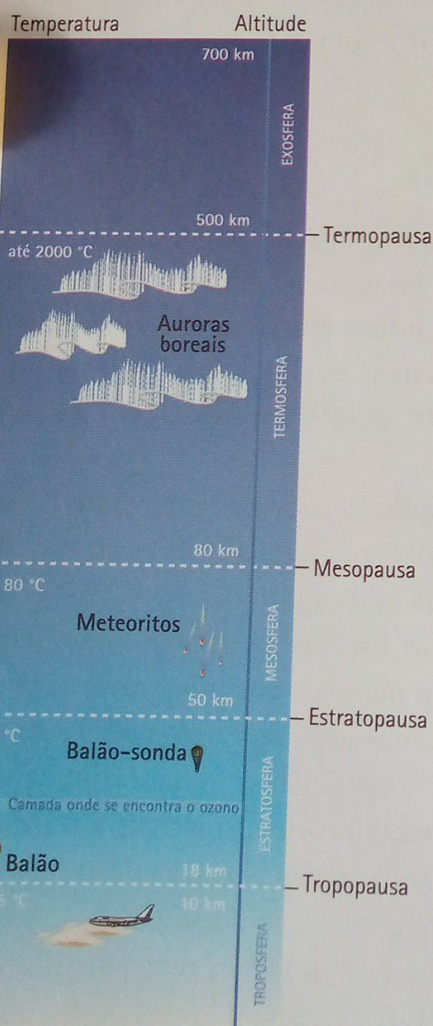 Temperatura Altitude
700 km
EXOSFERA
500 km
Termopausa
até 2000 °C
Auroras
boreais
TERMOSFERA
80 km
Mesopausa
80 °C
Meteoritos
MESOSFERA
50 km
Estratopausa
°C
Balão-sonda
ESTRATOSFERA
Camada onde se encontra o ozono
Balão
18 km
Tropopausa
°C
10 km
TROPOSFERA